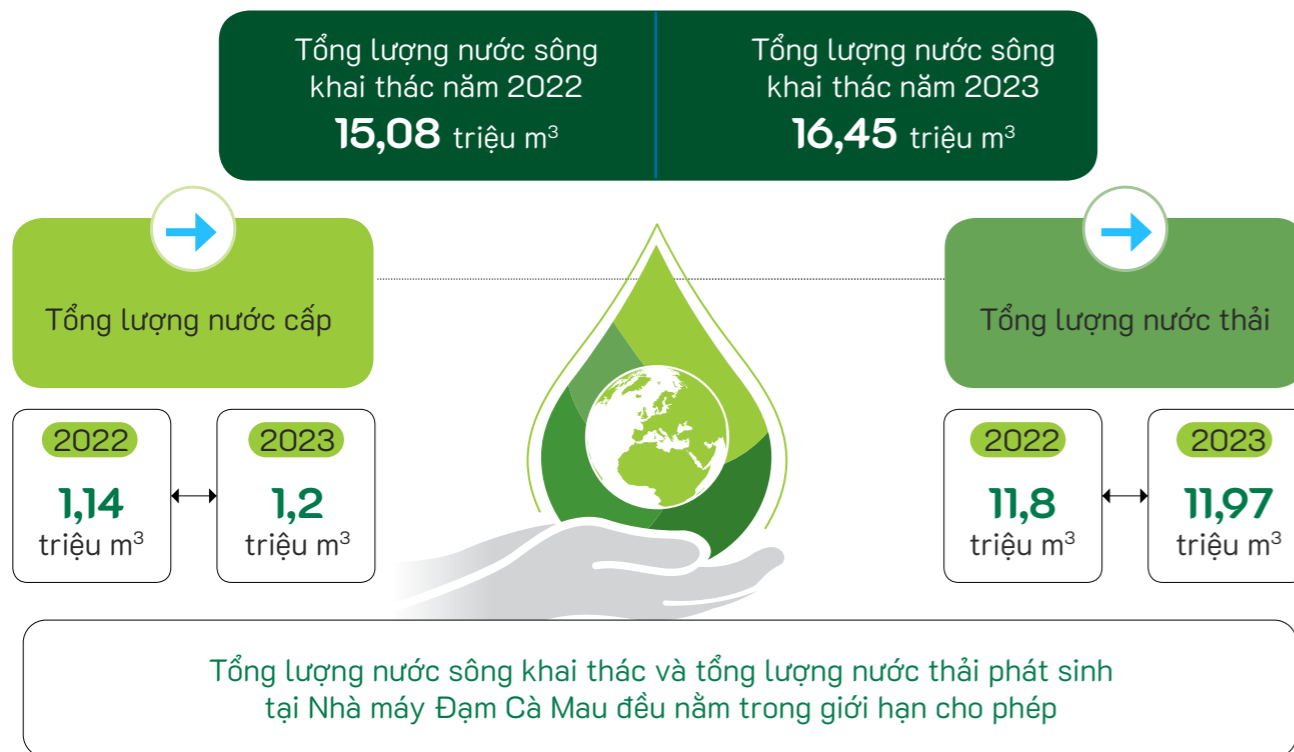 Tổng lượng nước sông
khai thác năm 2022
15,08 triệu m³
Tổng lượng nước sông
khai thác năm 2023
16,45 triệu m³
Tổng lượng nước cấp
2022
1,14
triệu m³
2023
1,2
triệu m³
Tổng lượng nước thải
2022
11,8
triệu m³
2023
11,97
triệu m³
Tổng lượng nước sông khai thác và tổng lượng nước thải phát sinh
tại Nhà máy Đạm Cà Mau đều nằm trong giới hạn cho phép